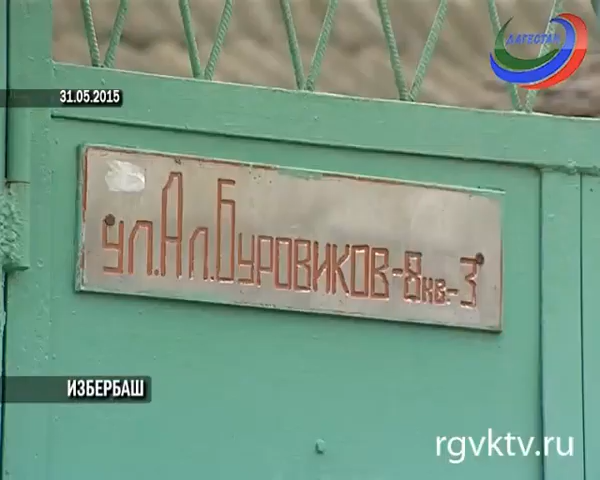 ДАГЕСТАН
31.05.2015
ул.Ал.Буровиков-8кв.-3
ИЗБЕРБАШ
rgvktv.ru